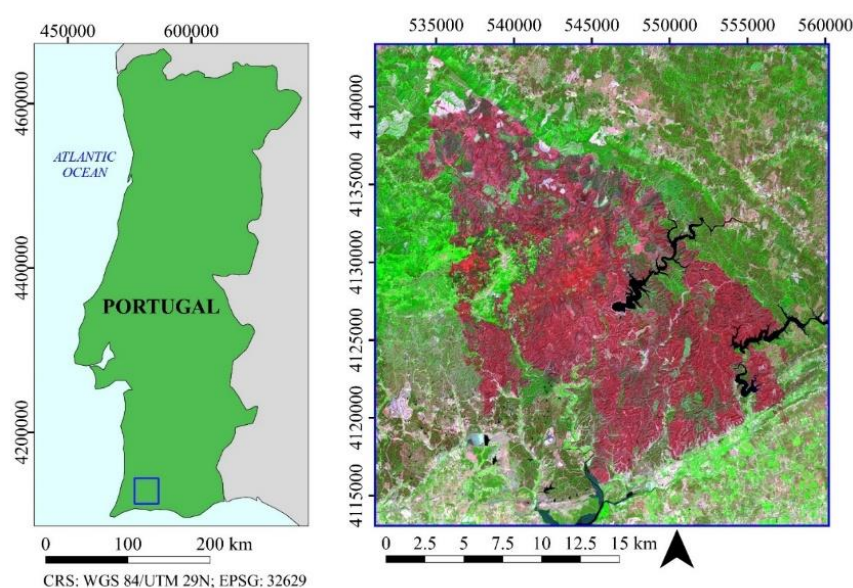 450000 600000
4600000
4400000
4200000
ATLANTIC
OCEAN
PORTUGAL
0 100 200 km
CRS: WGS 84/UTM 29N; EPSG: 32629
535000 540000 545000 550000 555000 560000
4140000
4135000
4130000
4125000
4120000
4115000
0 2.5 5 7.5 10 12.5 15 km